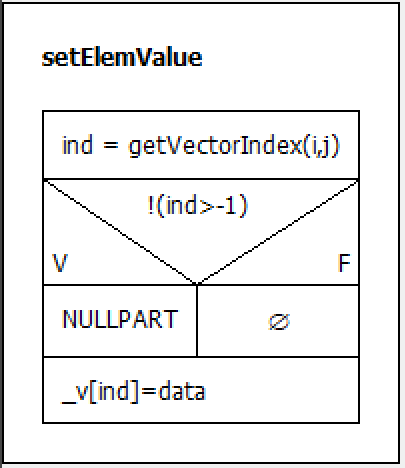 setElemValue
ind = getVectorIndex(i,j)
!(ind>-1)
V F
NULLPART ∅
_v[ind]=data